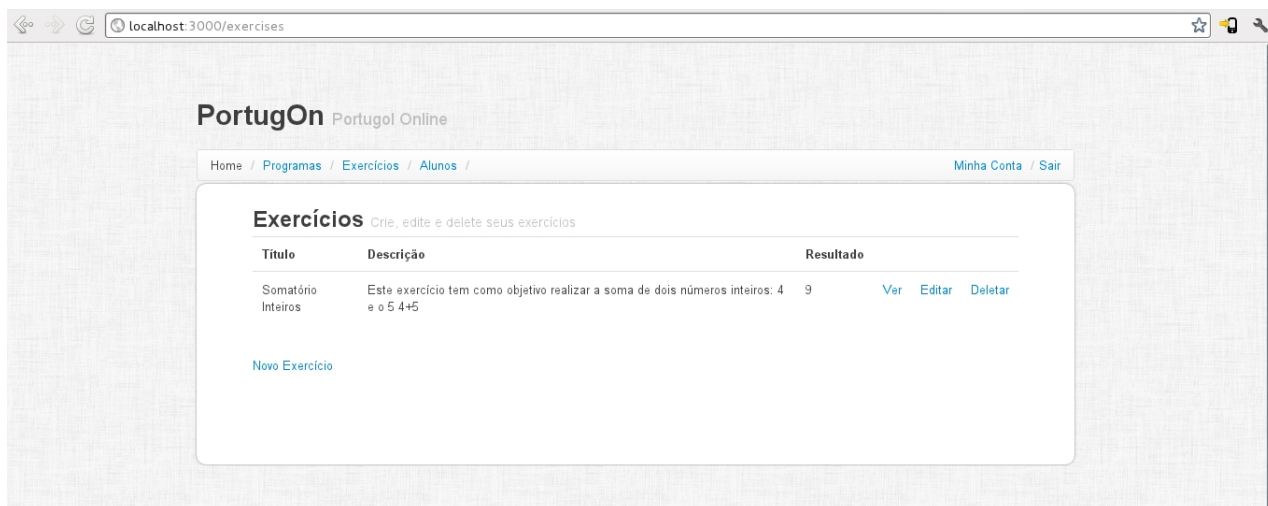 localhost:3000/exercises
PortugOn Portugol Online
Home / Programas / Exercícios / Alunos / Minha Conta / Sair
Exercícios Crie, edite e delete seus exercícios
Título Descrição Resultado
Somatório Inteiros Este exercício tem como objetivo realizar a soma de dois números inteiros: 4 9 Ver Editar Deletar
e o 5 4+5
Novo Exercício